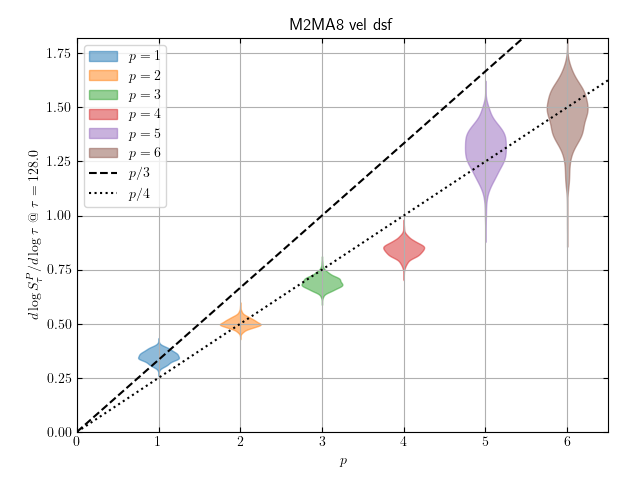 M2MA8 vel dsf
1.75
1.50
1.25
1.00
0.75
0.50
0.25
0.00
p = 1
p = 2
p = 3
p = 4
p = 5
p = 6
p/3
p/4
d log S_τ^P / d log τ @ τ = 128.0
0 1 2 3 4 5 6
p